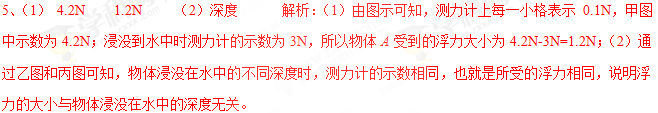 5、（1） 4.2N 1.2N （2）深度 解析：（1）由图示可知，测力计上每一小格表示 0.1N，甲图
中示数为 4.2N；浸没到水中时测力计的示数为 3N，所以物体 A 受到的浮力大小为 4.2N-3N=1.2N；（2）通
过乙图和丙图可知，物体浸没在水中的不同深度时，测力计的示数相同，也就是所受的浮力相同，说明浮
力的大小与物体浸没在水中的深度无关。